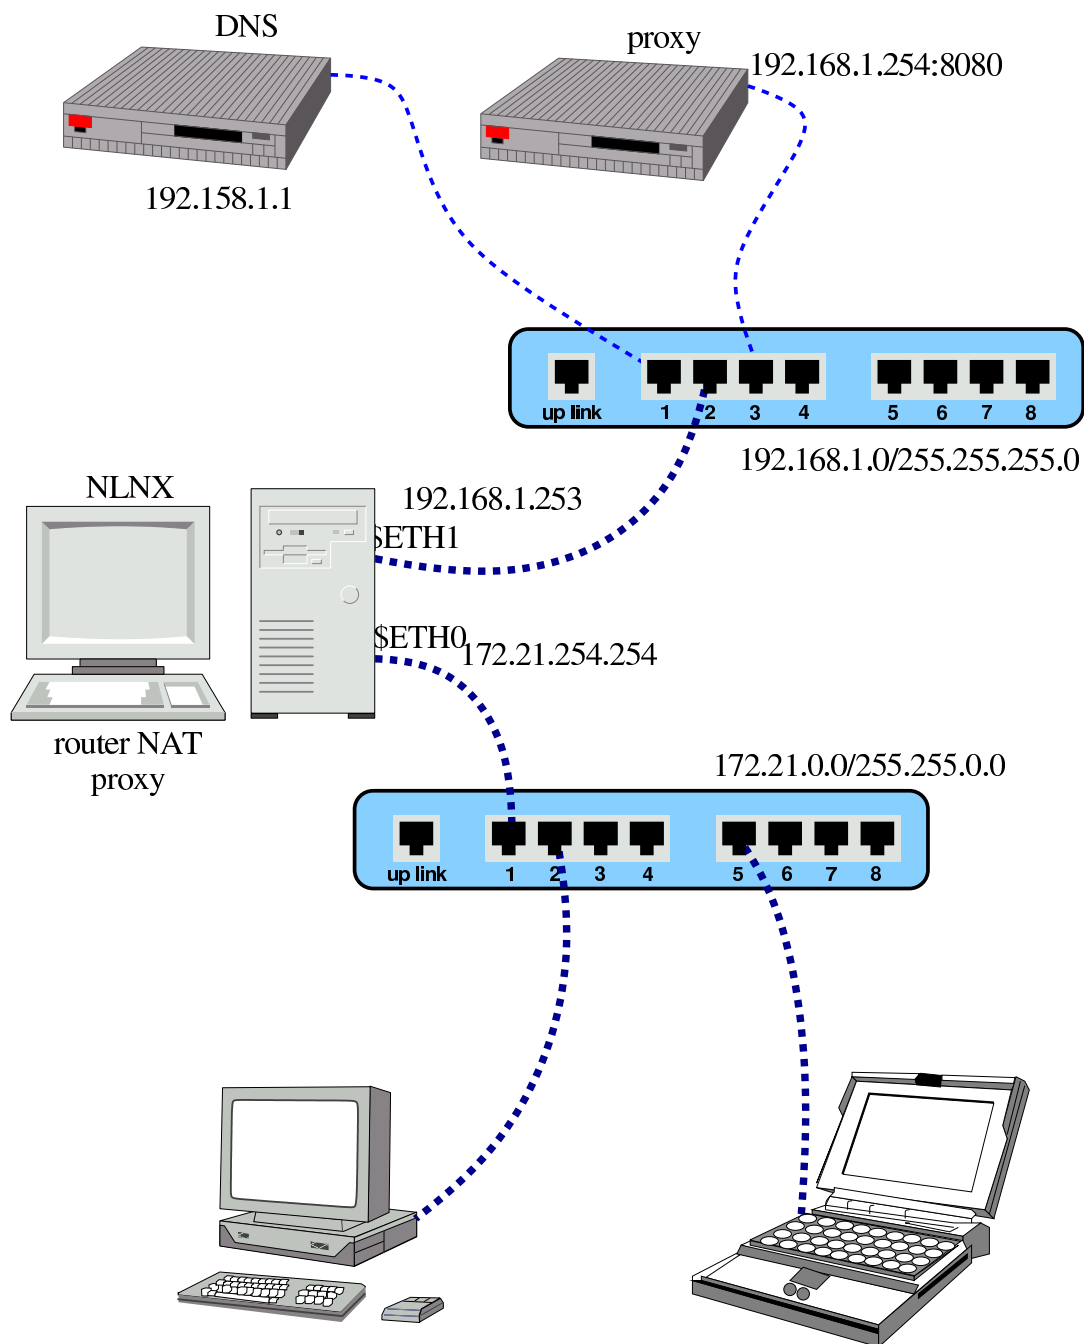 DNS
proxy
192.168.1.254:8080
192.158.1.1
up link 1 2 3 4 5 6 7 8
192.168.1.0/255.255.255.0
NLNX
192.168.1.253
$ETH1
$ETH0
172.21.254.254
router NAT
proxy
172.21.0.0/255.255.0.0
up link 1 2 3 4 5 6 7 8